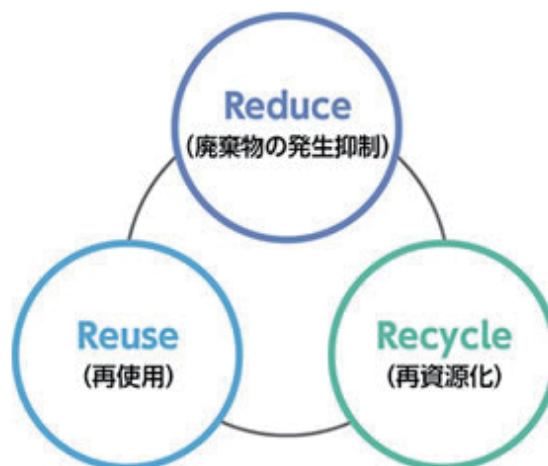 Reduce
（廃棄物の発生抑制）
Reuse
（再使用）
Recycle
（再資源化）